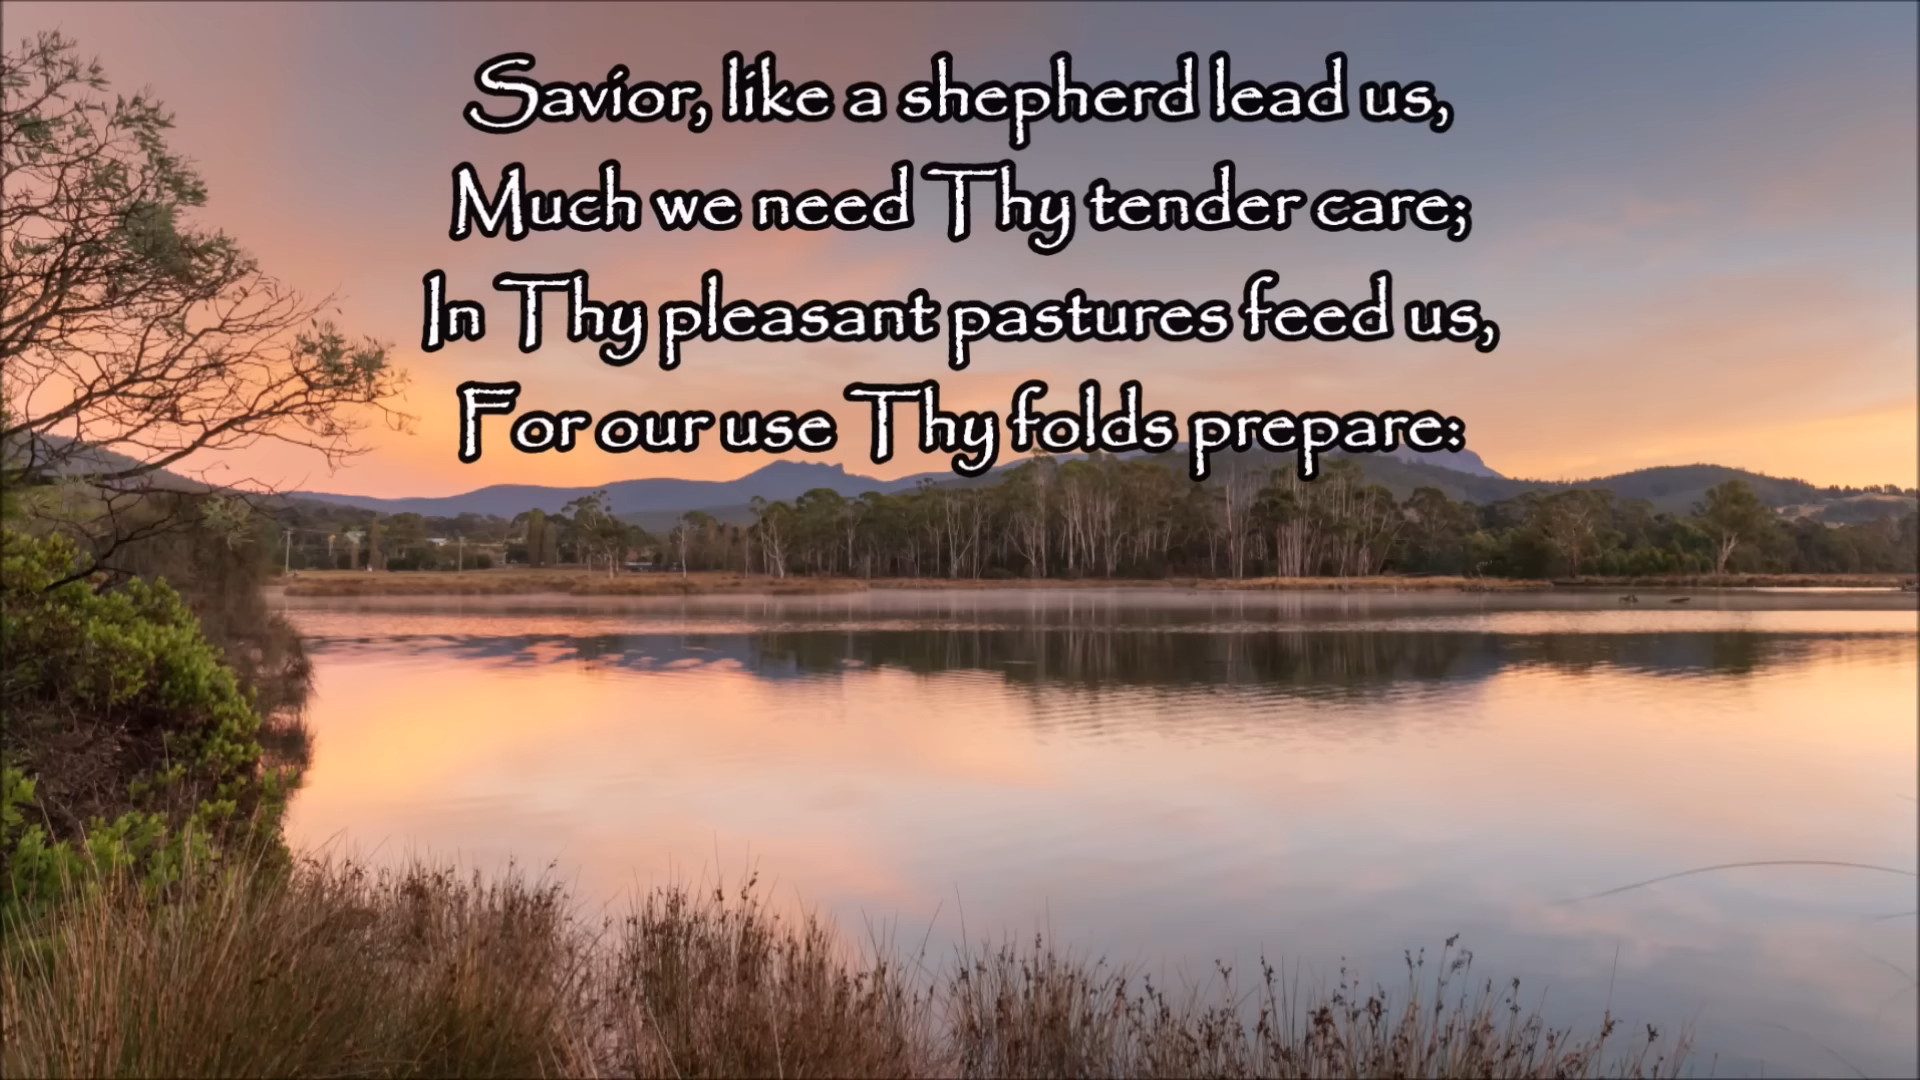 Savior, like a shepherd lead us,
Much we need Thy tender care;
In Thy pleasant pastures feed us,
For our use Thy folds prepare: